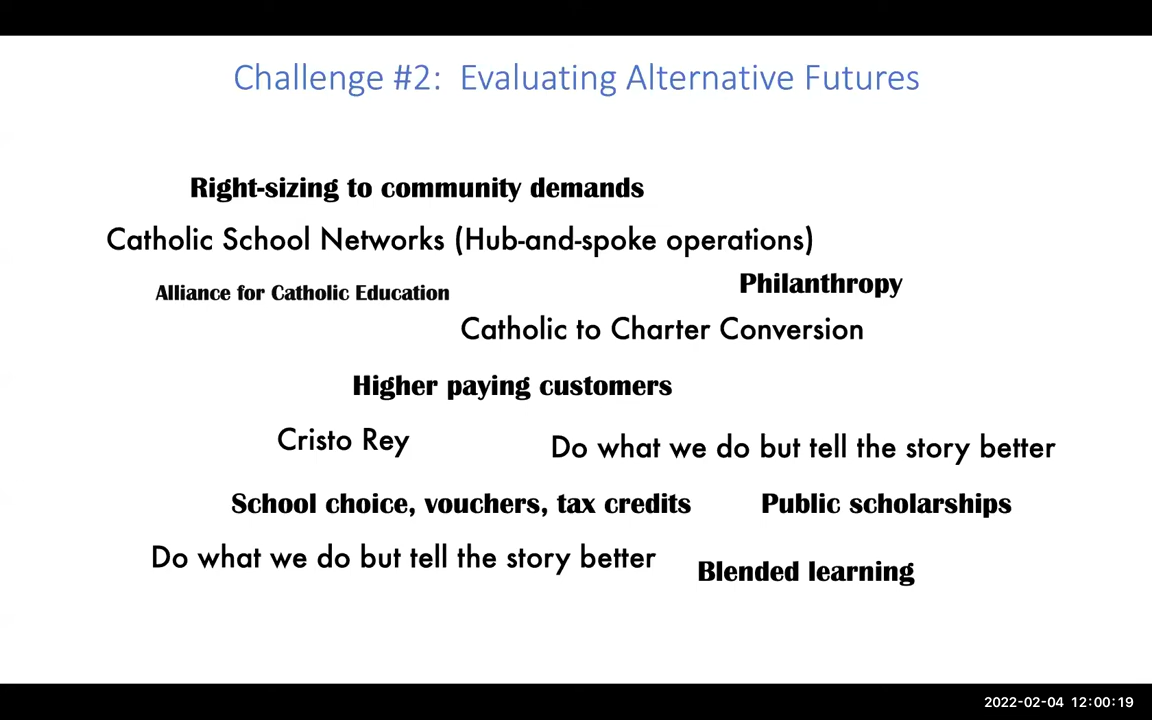 Challenge #2: Evaluating Alternative Futures
Right-sizing to community demands
Catholic School Networks (Hub-and-spoke operations)
Philanthropy
Alliance for Catholic Education
Catholic to Charter Conversion
Higher paying customers
Cristo Rey
Do what we do but tell the story better
School choice, vouchers, tax credits
Public scholarships
Do what we do but tell the story better
Blended learning
2022-02-04 12:00:19